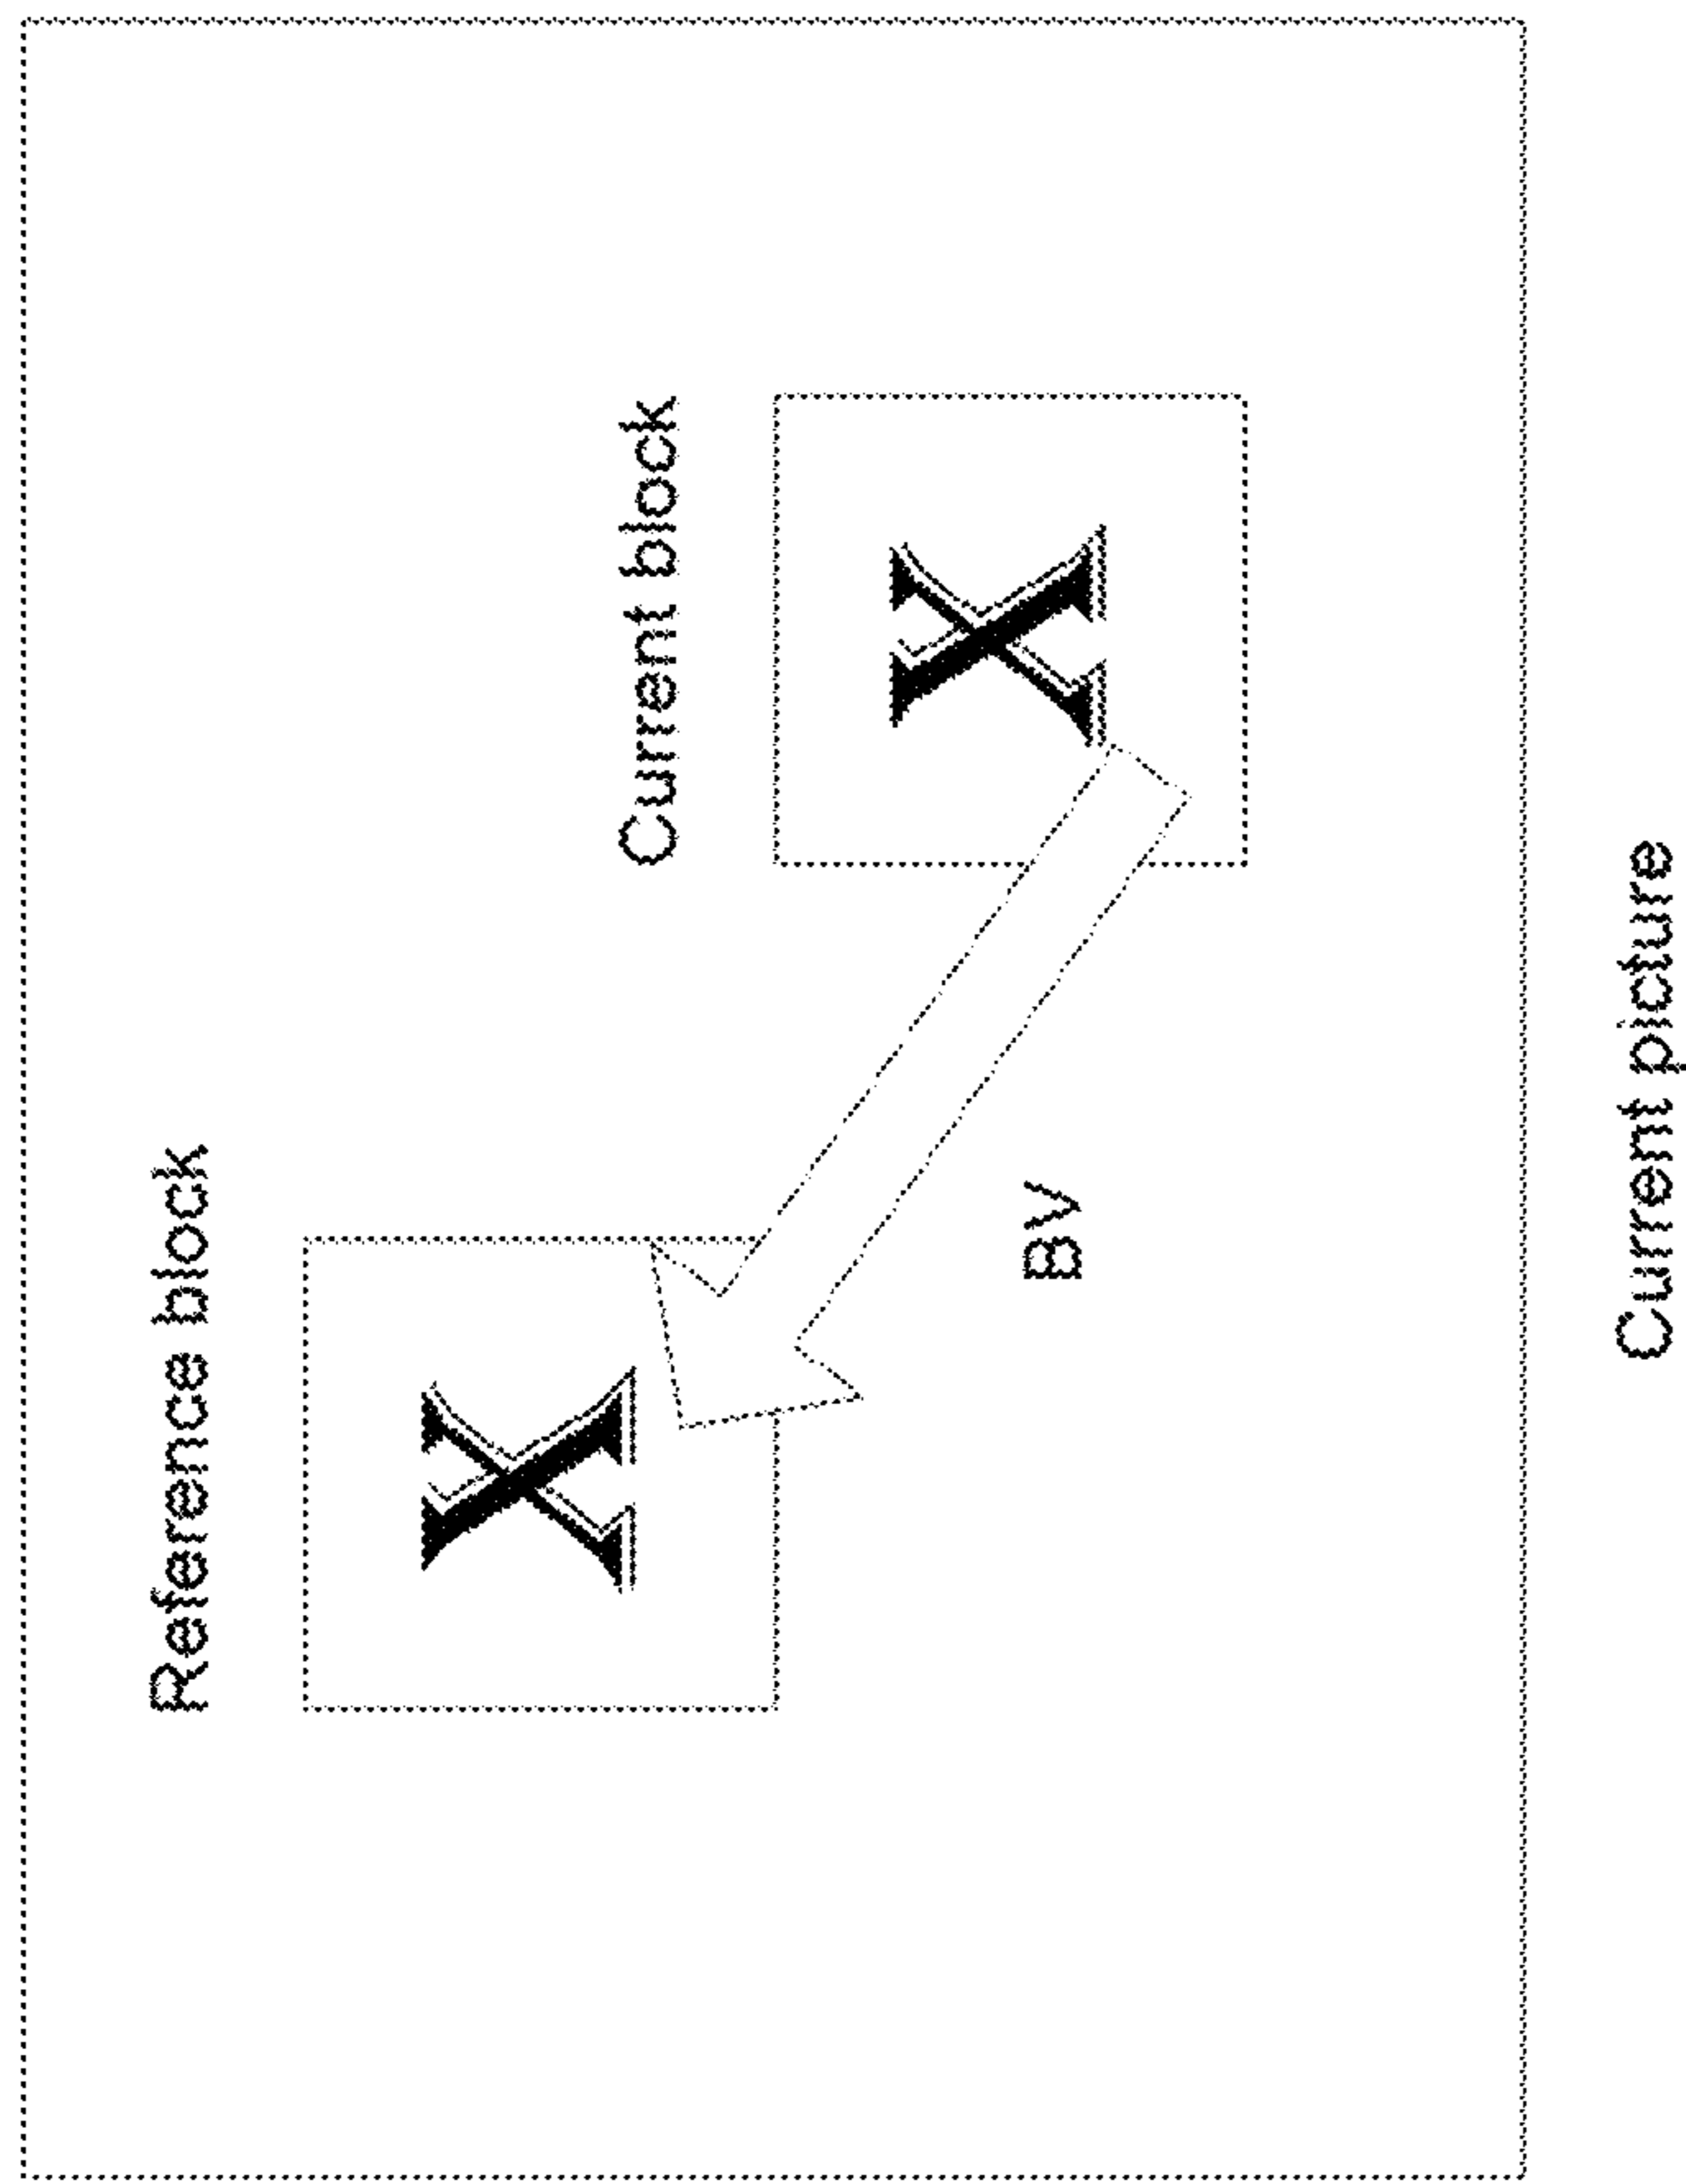 Reference block
X
Current block
X
BV
Current picture